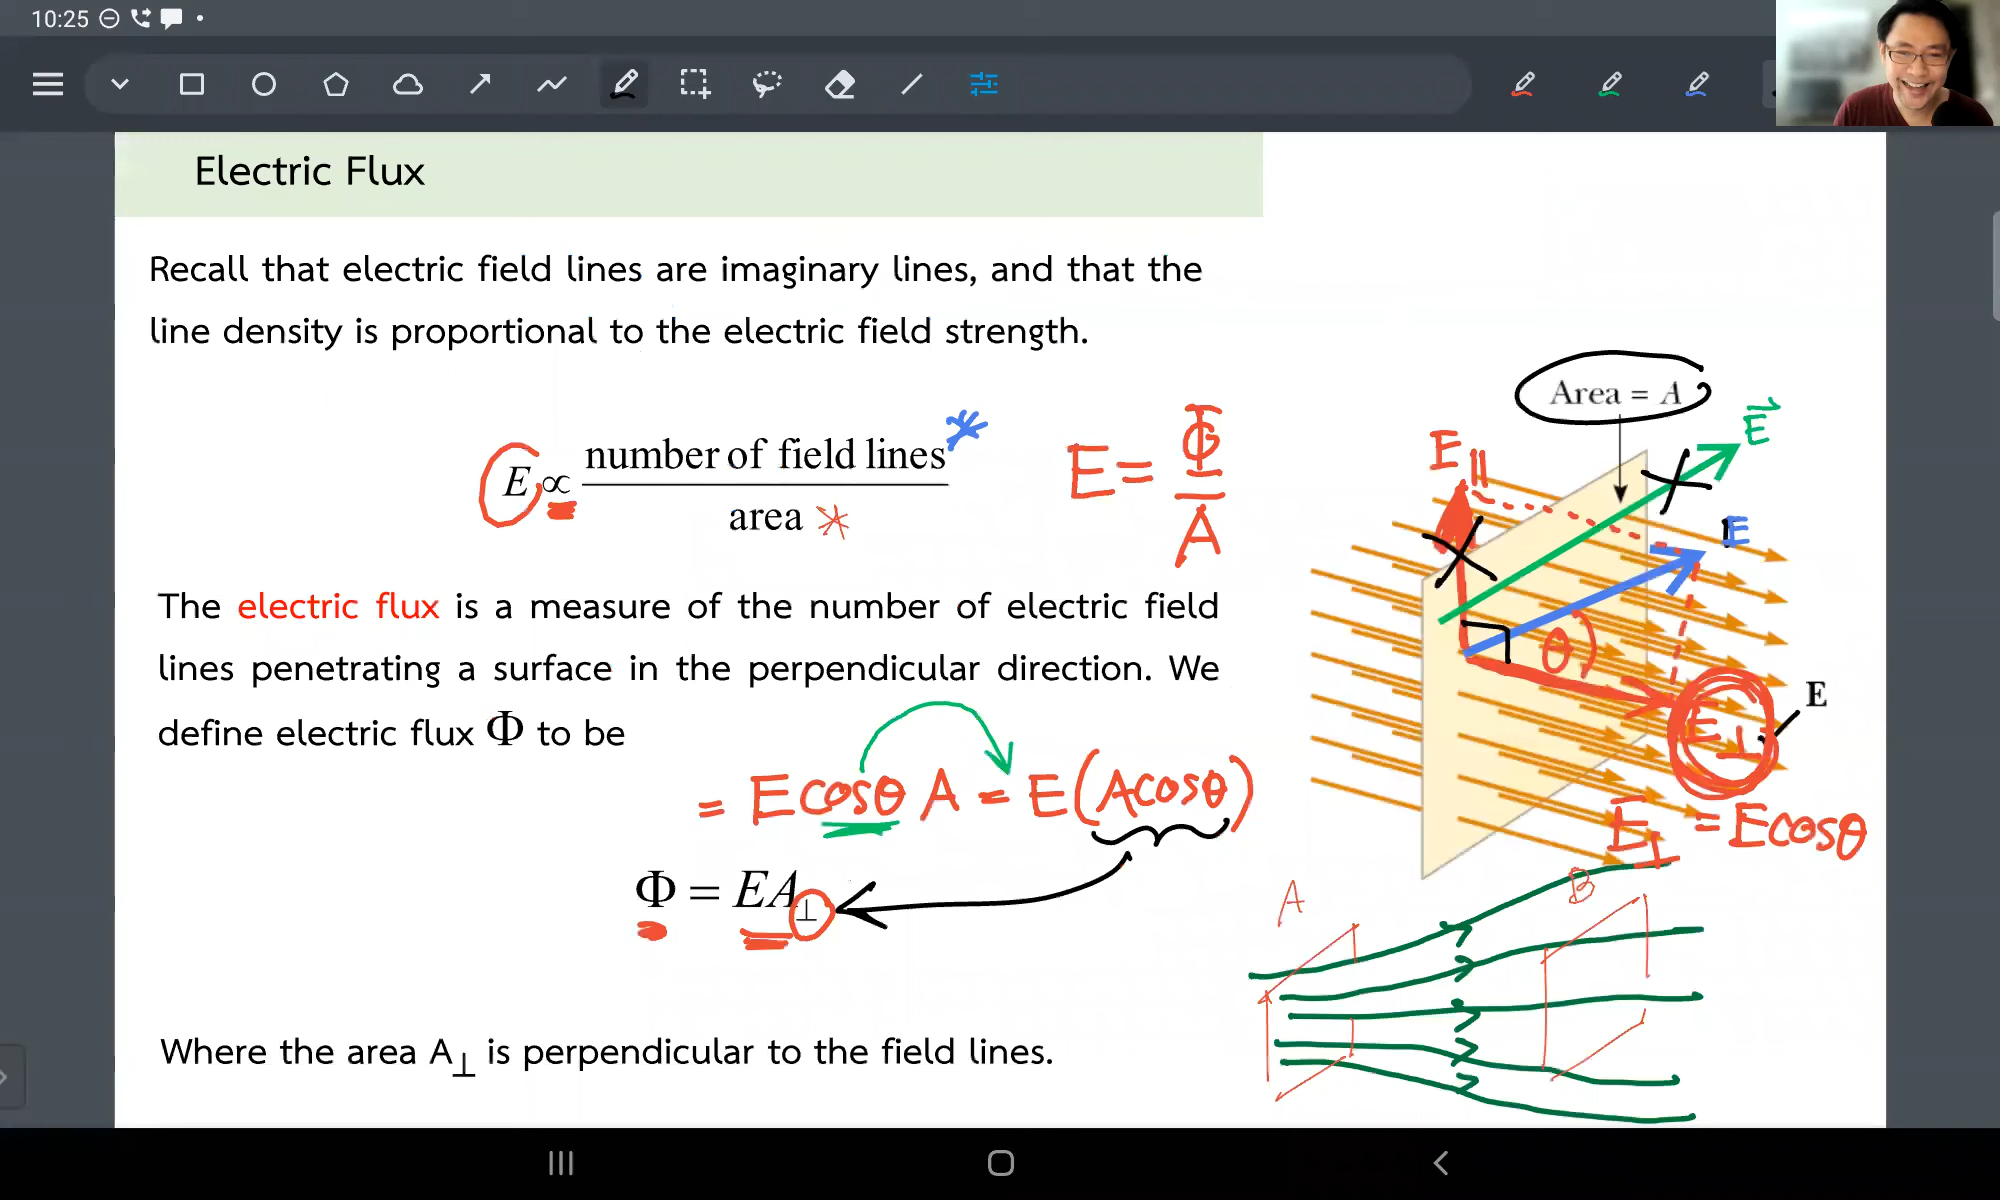 10:25
Electric Flux
Recall that electric field lines are imaginary lines, and that the
line density is proportional to the electric field strength.
E ∝ number of field lines / area
E = Φ / A
The electric flux is a measure of the number of electric field
lines penetrating a surface in the perpendicular direction. We
define electric flux Φ to be
= E cosθ A = E(Acosθ)
Φ = EA⊥
Where the area A⊥ is perpendicular to the field lines.
Area = A
E⃗
E∥
E
θ
E
E⊥
E⊥ = Ecosθ
A
B